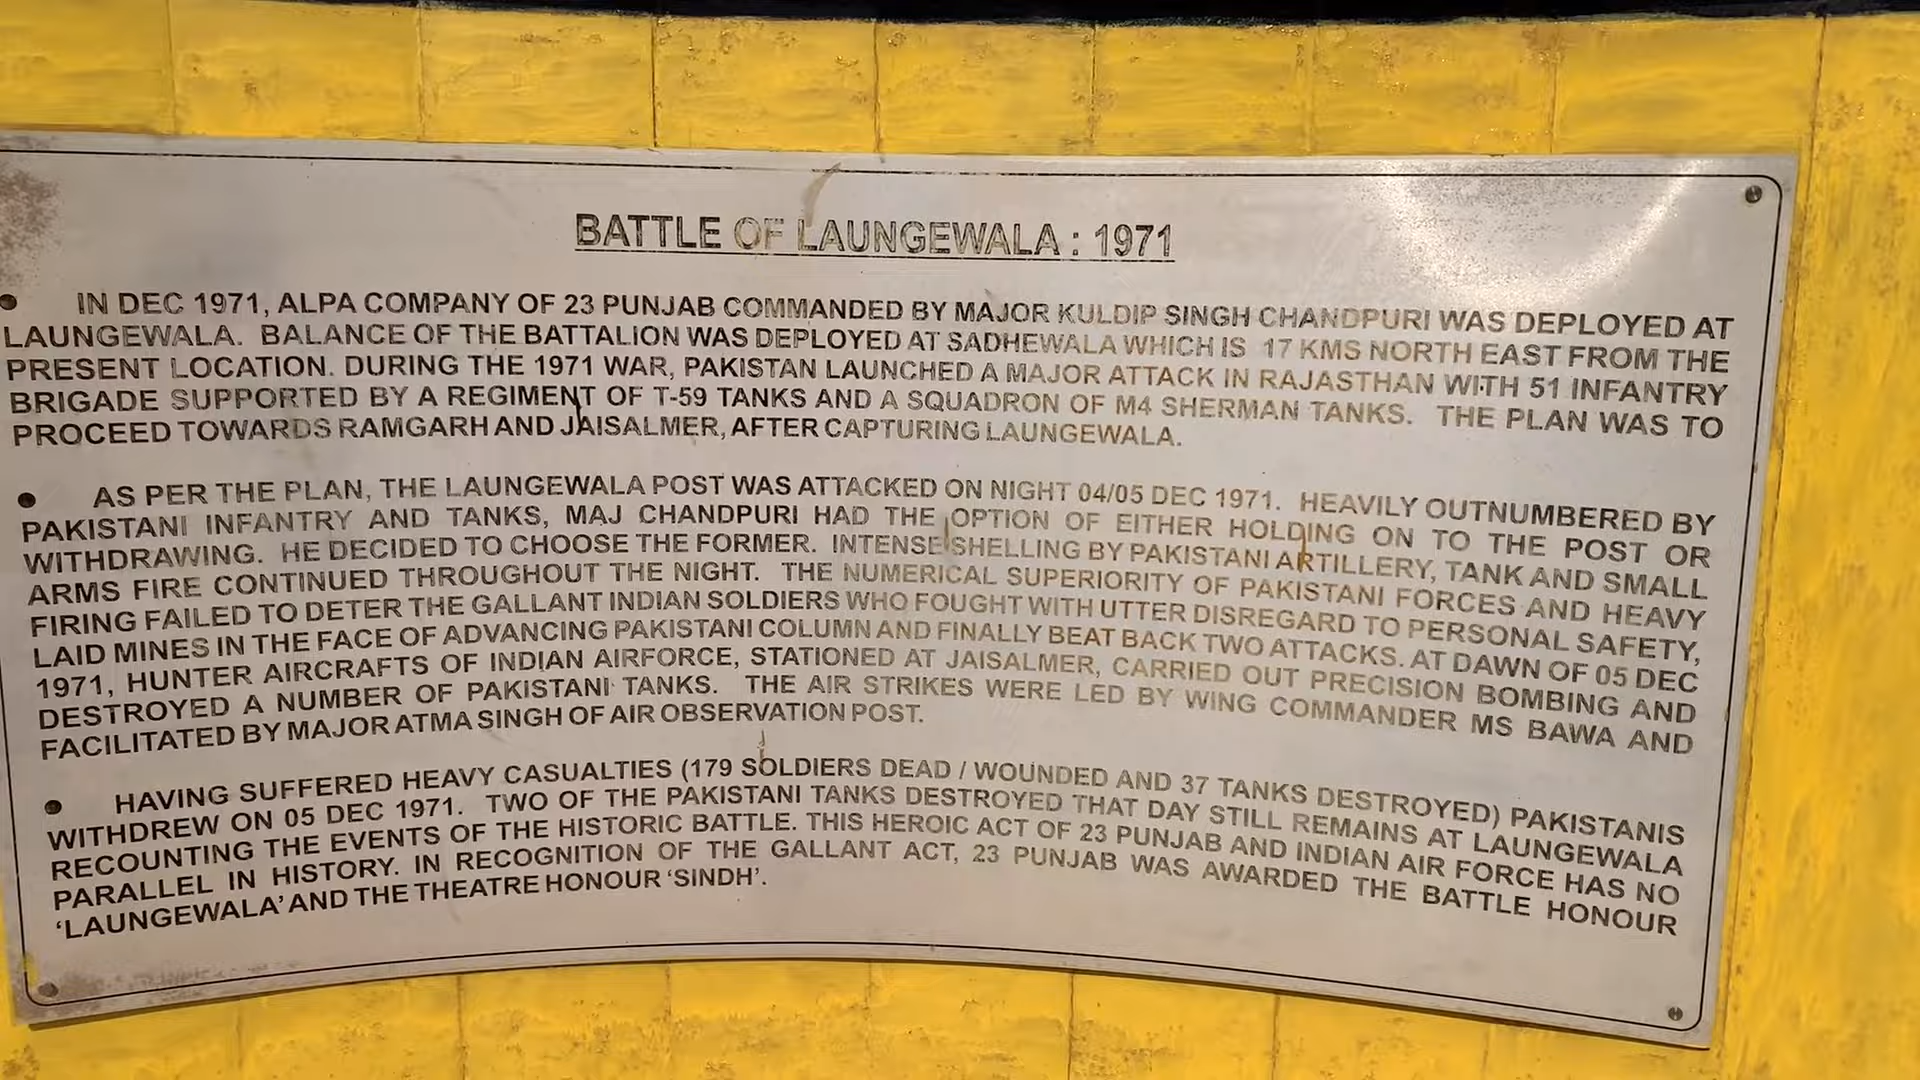 BATTLE OF LAUNGEWALA : 1971
• IN DEC 1971, ALPA COMPANY OF 23 PUNJAB COMMANDED BY MAJOR KULDIP SINGH CHANDPURI WAS DEPLOYED AT
LAUNGEWALA. BALANCE OF THE BATTALION WAS DEPLOYED AT SADHEWALA WHICH IS 17 KMS NORTH EAST FROM THE
PRESENT LOCATION. DURING THE 1971 WAR, PAKISTAN LAUNCHED A MAJOR ATTACK IN RAJASTHAN WITH 51 INFANTRY
BRIGADE SUPPORTED BY A REGIMENT OF T-59 TANKS AND A SQUADRON OF M4 SHERMAN TANKS. THE PLAN WAS TO
PROCEED TOWARDS RAMGARH AND JAISALMER, AFTER CAPTURING LAUNGEWALA.
• AS PER THE PLAN, THE LAUNGEWALA POST WAS ATTACKED ON NIGHT 04/05 DEC 1971. HEAVILY OUTNUMBERED BY
PAKISTANI INFANTRY AND TANKS, MAJ CHANDPURI HAD THE OPTION OF EITHER HOLDING ON TO THE POST OR
WITHDRAWING. HE DECIDED TO CHOOSE THE FORMER. INTENSE SHELLING BY PAKISTANI ARTILLERY, TANK AND SMALL
ARMS FIRE CONTINUED THROUGHOUT THE NIGHT. THE NUMERICAL SUPERIORITY OF PAKISTANI FORCES AND HEAVY
FIRING FAILED TO DETER THE GALLANT INDIAN SOLDIERS WHO FOUGHT WITH UTTER DISREGARD TO PERSONAL SAFETY,
LAID MINES IN THE FACE OF ADVANCING PAKISTANI COLUMN AND FINALLY BEAT BACK TWO ATTACKS. AT DAWN OF 05 DEC
1971, HUNTER AIRCRAFTS OF INDIAN AIRFORCE, STATIONED AT JAISALMER, CARRIED OUT PRECISION BOMBING AND
DESTROYED A NUMBER OF PAKISTANI TANKS. THE AIR STRIKES WERE LED BY WING COMMANDER MS BAWA AND
FACILITATED BY MAJOR ATMA SINGH OF AIR OBSERVATION POST.
• HAVING SUFFERED HEAVY CASUALTIES (179 SOLDIERS DEAD / WOUNDED AND 37 TANKS DESTROYED) PAKISTANIS
WITHDREW ON 05 DEC 1971. TWO OF THE PAKISTANI TANKS DESTROYED THAT DAY STILL REMAINS AT LAUNGEWALA
RECOUNTING THE EVENTS OF THE HISTORIC BATTLE. THIS HEROIC ACT OF 23 PUNJAB AND INDIAN AIR FORCE HAS NO
PARALLEL IN HISTORY. IN RECOGNITION OF THE GALLANT ACT, 23 PUNJAB WAS AWARDED THE BATTLE HONOUR
‘LAUNGEWALA’ AND THE THEATRE HONOUR ‘SINDH’.